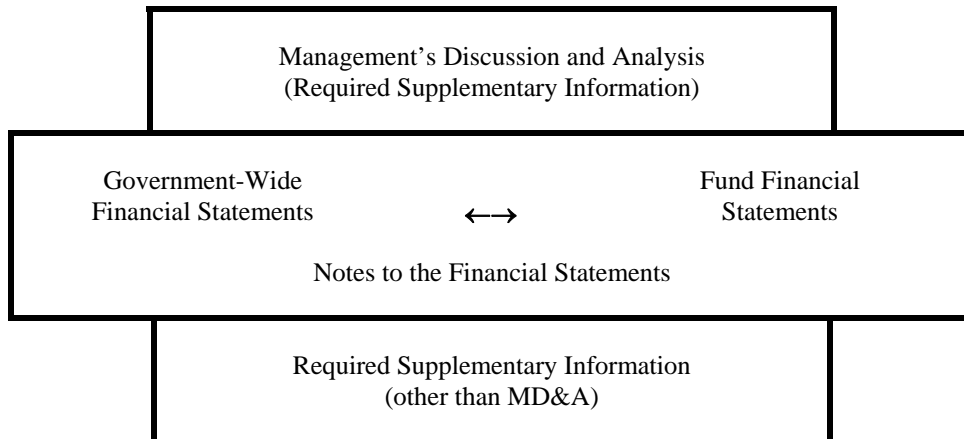 Management’s Discussion and Analysis
(Required Supplementary Information)
Government-Wide
Financial Statements
←→
Fund Financial
Statements
Notes to the Financial Statements
Required Supplementary Information
(other than MD&A)